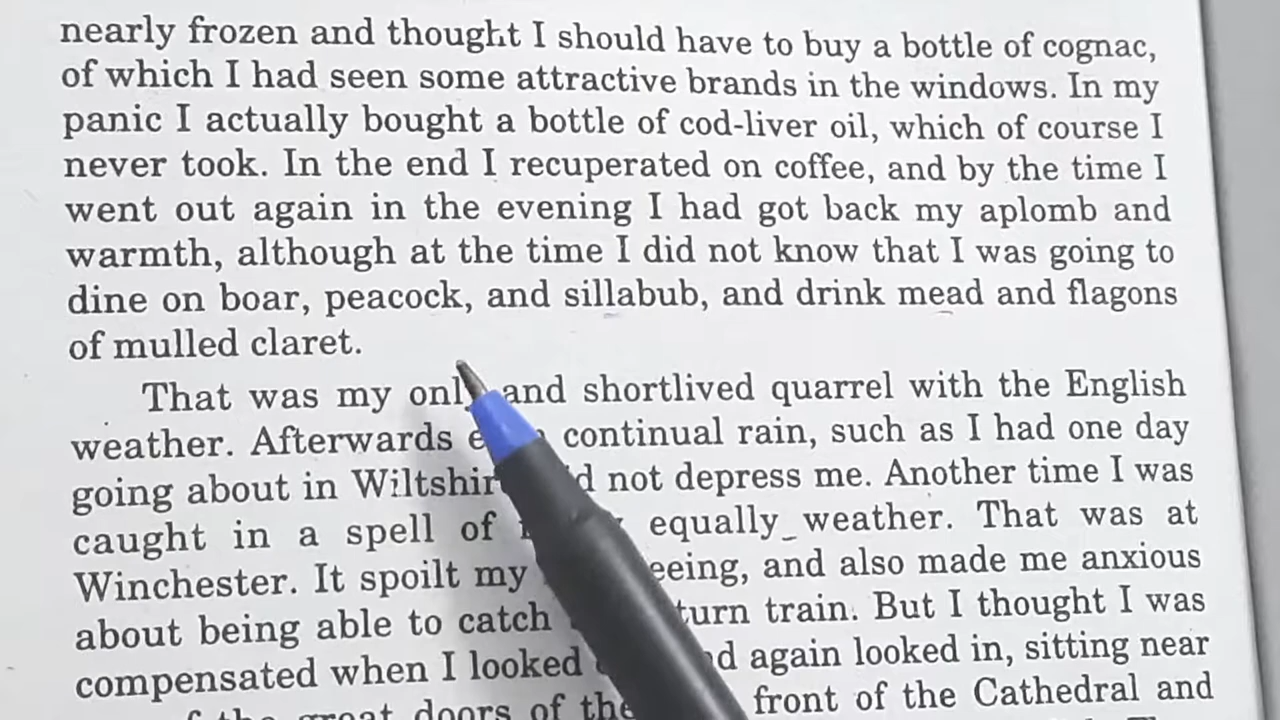 nearly frozen and thought I should have to buy a bottle of cognac,
of which I had seen some attractive brands in the windows. In my
panic I actually bought a bottle of cod-liver oil, which of course I
never took. In the end I recuperated on coffee, and by the time I
went out again in the evening I had got back my aplomb and
warmth, although at the time I did not know that I was going to
dine on boar, peacock, and sillabub, and drink mead and flagons
of mulled claret.
That was my only and shortlived quarrel with the English
weather. Afterwards continual rain, such as I had one day
going about in Wiltshire not depress me. Another time I was
caught in a spell of equally weather. That was at
Winchester. It spoilt my and also made me anxious
about being able to catch train. But I thought I was
compensated when I looked again looked in, sitting near
of the great doors of the front of the Cathedral and